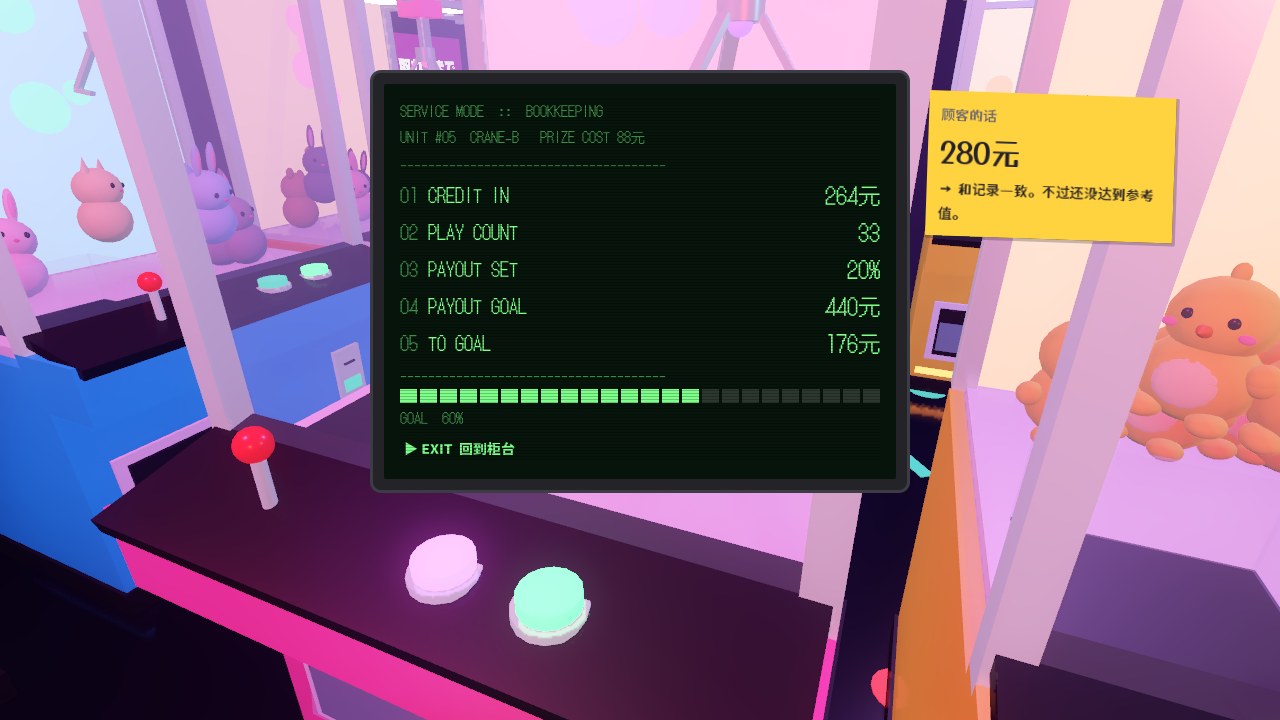 SERVICE MODE :: BOOKKEEPING
UNIT #05 CRANE-B PRIZE COST 88元
01 CREDIT IN 264元
02 PLAY COUNT 33
03 PAYOUT SET 20%
04 PAYOUT GOAL 440元
05 TO GOAL 176元
GOAL 60%
▶ EXIT 回到柜台
顾客的话
280元
→ 和记录一致。不过还没达到参考
值。